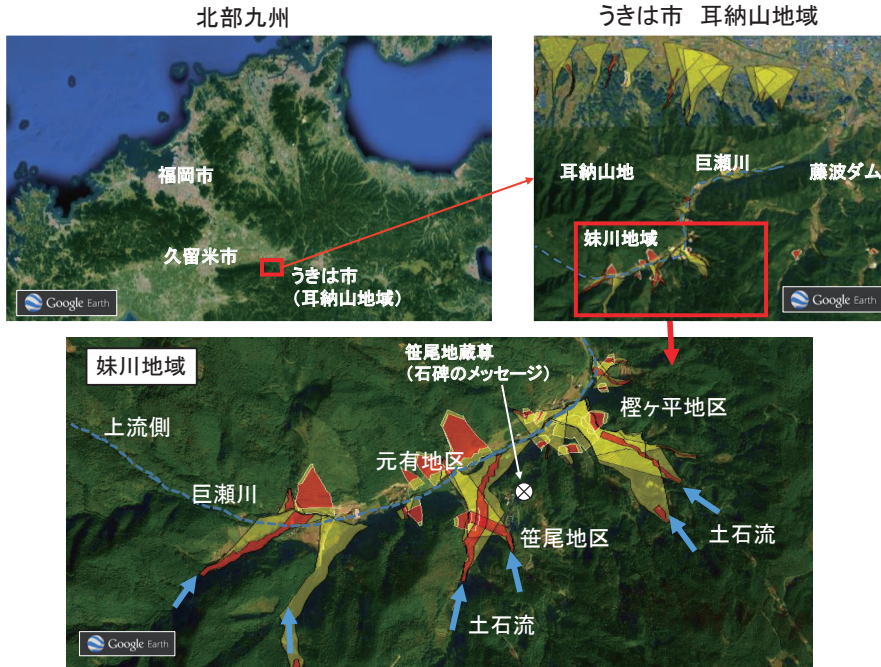 北部九州
うきは市 耳納山地域
福岡市
久留米市
うきは市
（耳納山地域）
Google Earth
耳納山地
巨瀬川
藤波ダム
妹川地域
Google Earth
妹川地域
笹尾地蔵尊
（石碑のメッセージ）
上流側
巨瀬川
元有地区
樫ヶ平地区
笹尾地区
土石流
土石流
Google Earth